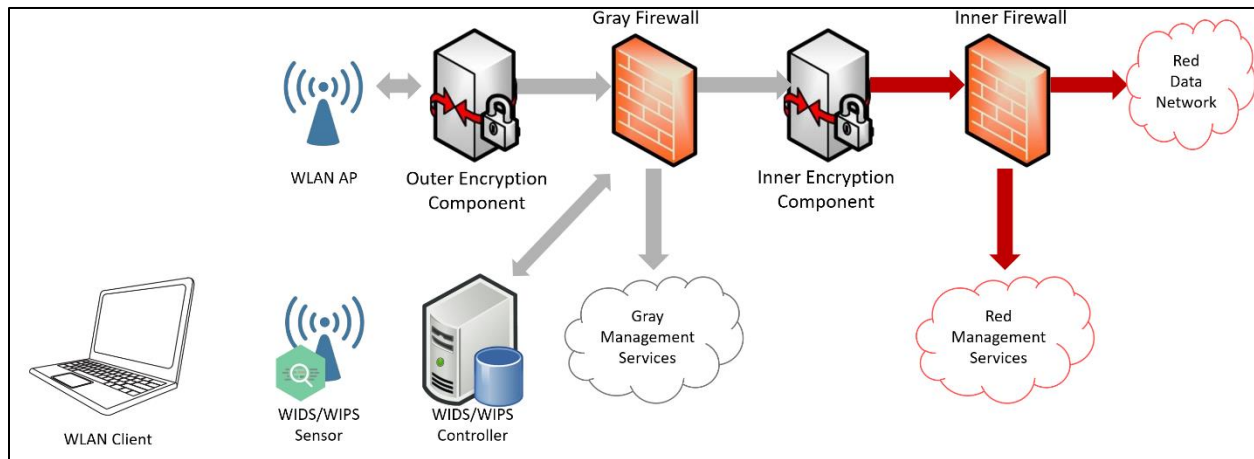 Gray Firewall
Inner Firewall
Red
Data
Network
WLAN AP
Outer Encryption
Component
Inner Encryption
Component
Gray
Management
Services
Red
Management
Services
WLAN Client
WIDS/WIPS
Sensor
WIDS/WIPS
Controller